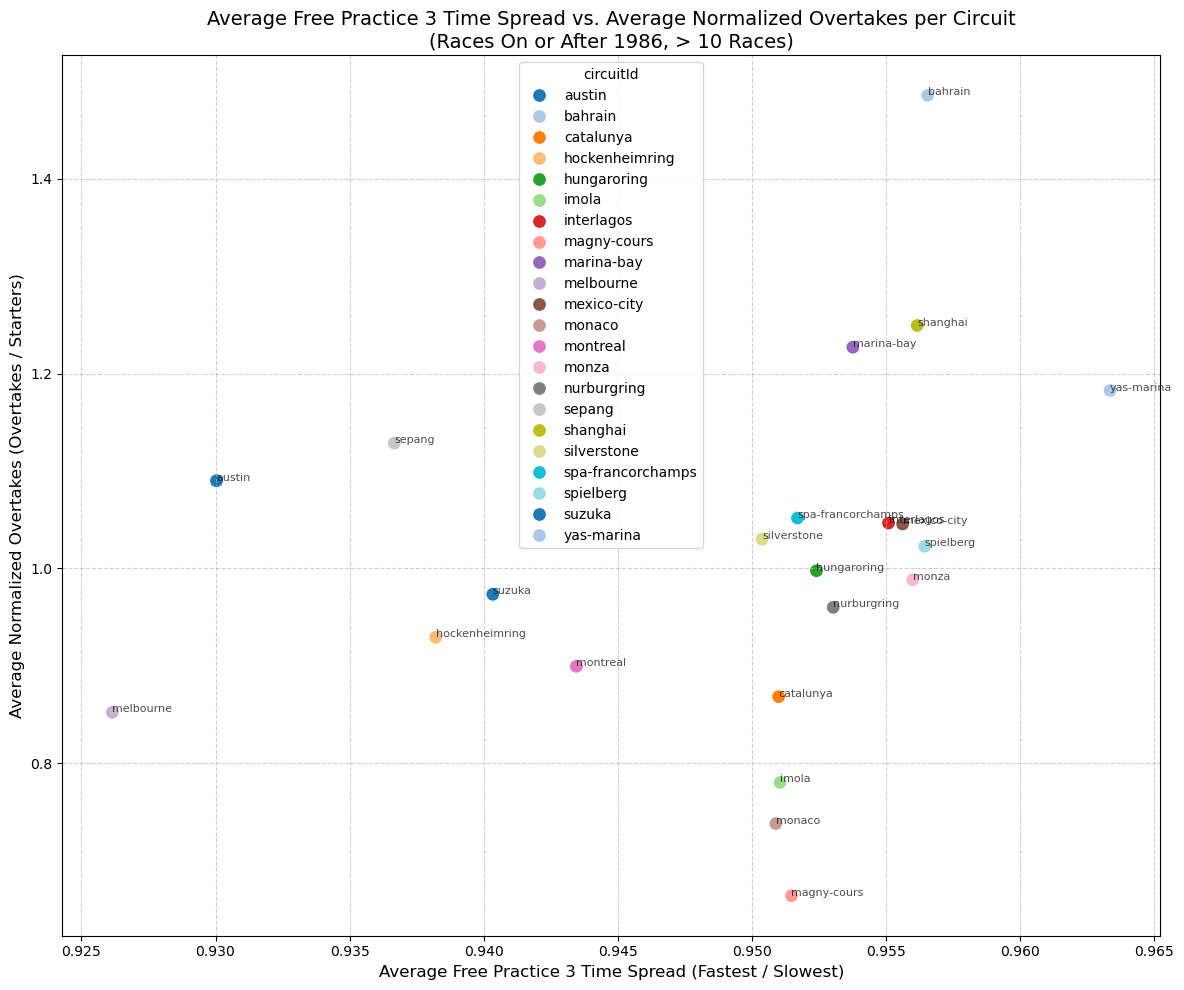 Average Free Practice 3 Time Spread vs. Average Normalized Overtakes per Circuit
(Races On or After 1986, > 10 Races)
circuitId
austin
bahrain
catalunya
hockenheimring
hungaroring
imola
interlagos
magny-cours
marina-bay
melbourne
mexico-city
monaco
montreal
monza
nurburgring
sepang
shanghai
silverstone
spa-francorchamps
spielberg
suzuka
yas-marina
bahrain
shanghai
marina-bay
yas-marina
sepang
austin
spa-francorchamps
interlagos
mexico-city
silverstone
spielberg
hungaroring
monza
suzuka
nurburgring
hockenheimring
montreal
melbourne
catalunya
imola
monaco
magny-cours
1.4
1.2
1.0
0.8
Average Normalized Overtakes (Overtakes / Starters)
0.925
0.930
0.935
0.940
0.945
0.950
0.955
0.960
0.965
Average Free Practice 3 Time Spread (Fastest / Slowest)